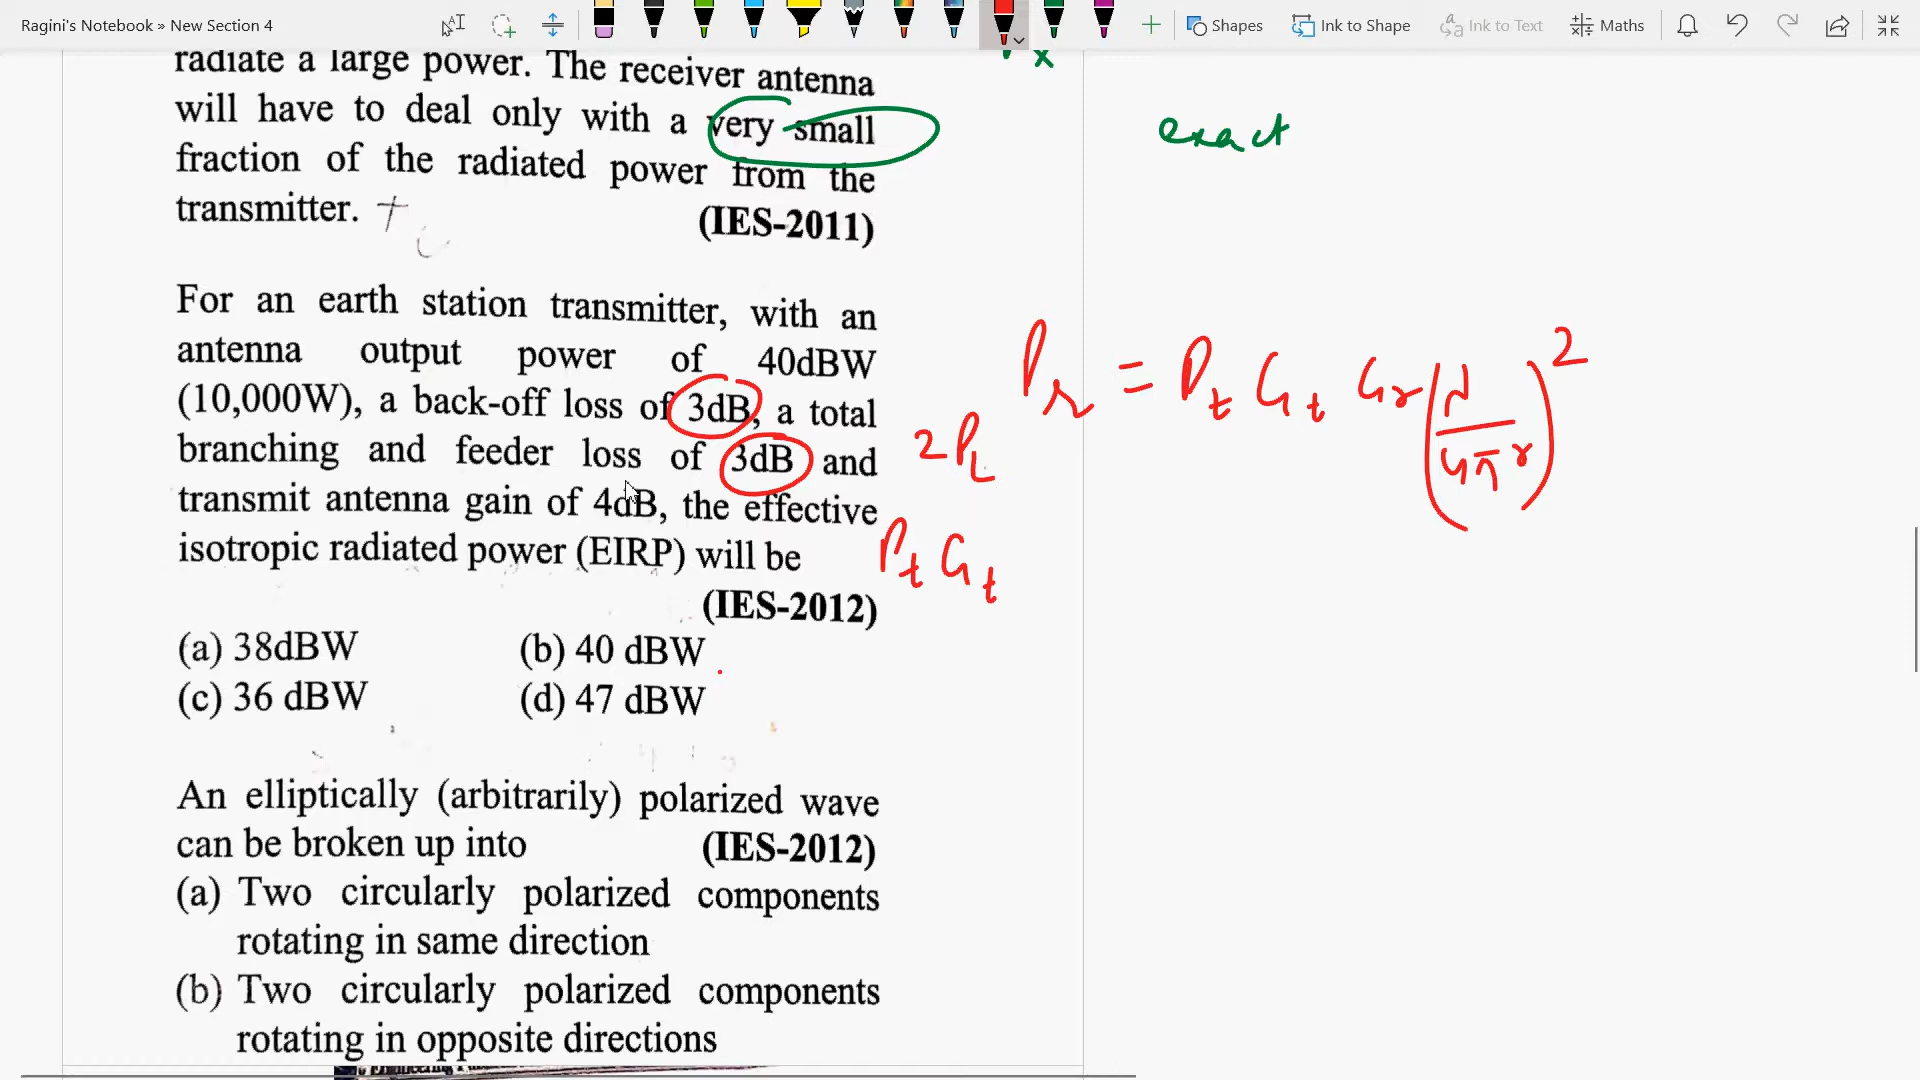 Ragini's Notebook » New Section 4
Shapes
Ink to Shape
Ink to Text
Maths
radiate a large power. The receiver antenna
will have to deal only with a very small
fraction of the radiated power from the
transmitter.
(IES-2011)
x
exact
For an earth station transmitter, with an
antenna output power of 40dBW
(10,000W), a back-off loss of 3dB, a total
branching and feeder loss of 3dB and
transmit antenna gain of 4dB, the effective
isotropic radiated power (EIRP) will be
(IES-2012)
(a) 38dBW (b) 40 dBW
(c) 36 dBW (d) 47 dBW
Pr = Pt Gt Gr (λ/4πr)²
2PL
Pt Gt
An elliptically (arbitrarily) polarized wave
can be broken up into (IES-2012)
(a) Two circularly polarized components
rotating in same direction
(b) Two circularly polarized components
rotating in opposite directions